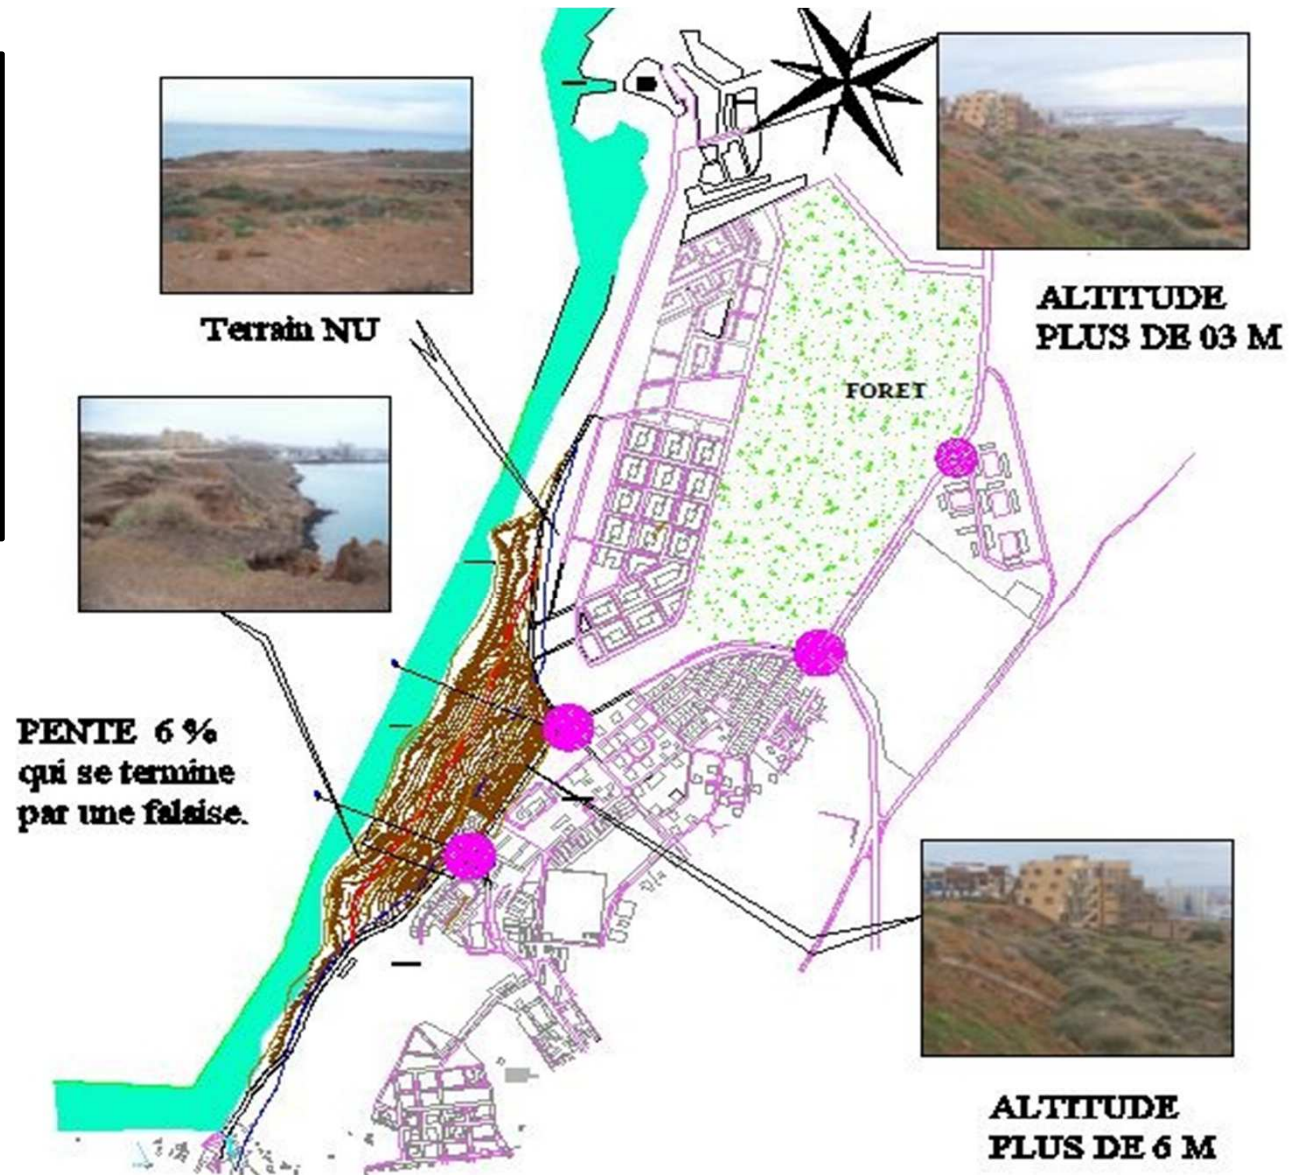 ALTITUDE
PLUS DE 03 M
Terrain NU
FORET
PENTE 6 %
qui se termine
par une falaise.
ALTITUDE
PLUS DE 6 M